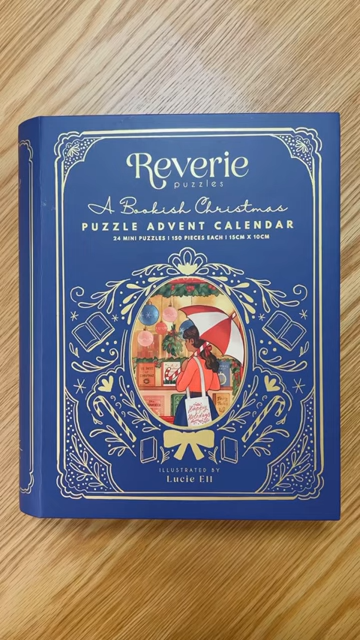 Reverie
puzzles
A Bookish Christmas
PUZZLE ADVENT CALENDAR
24 MINI PUZZLES | 150 PIECES EACH | 15CM X 10CM
ILLUSTRATED BY
Lucie Ell